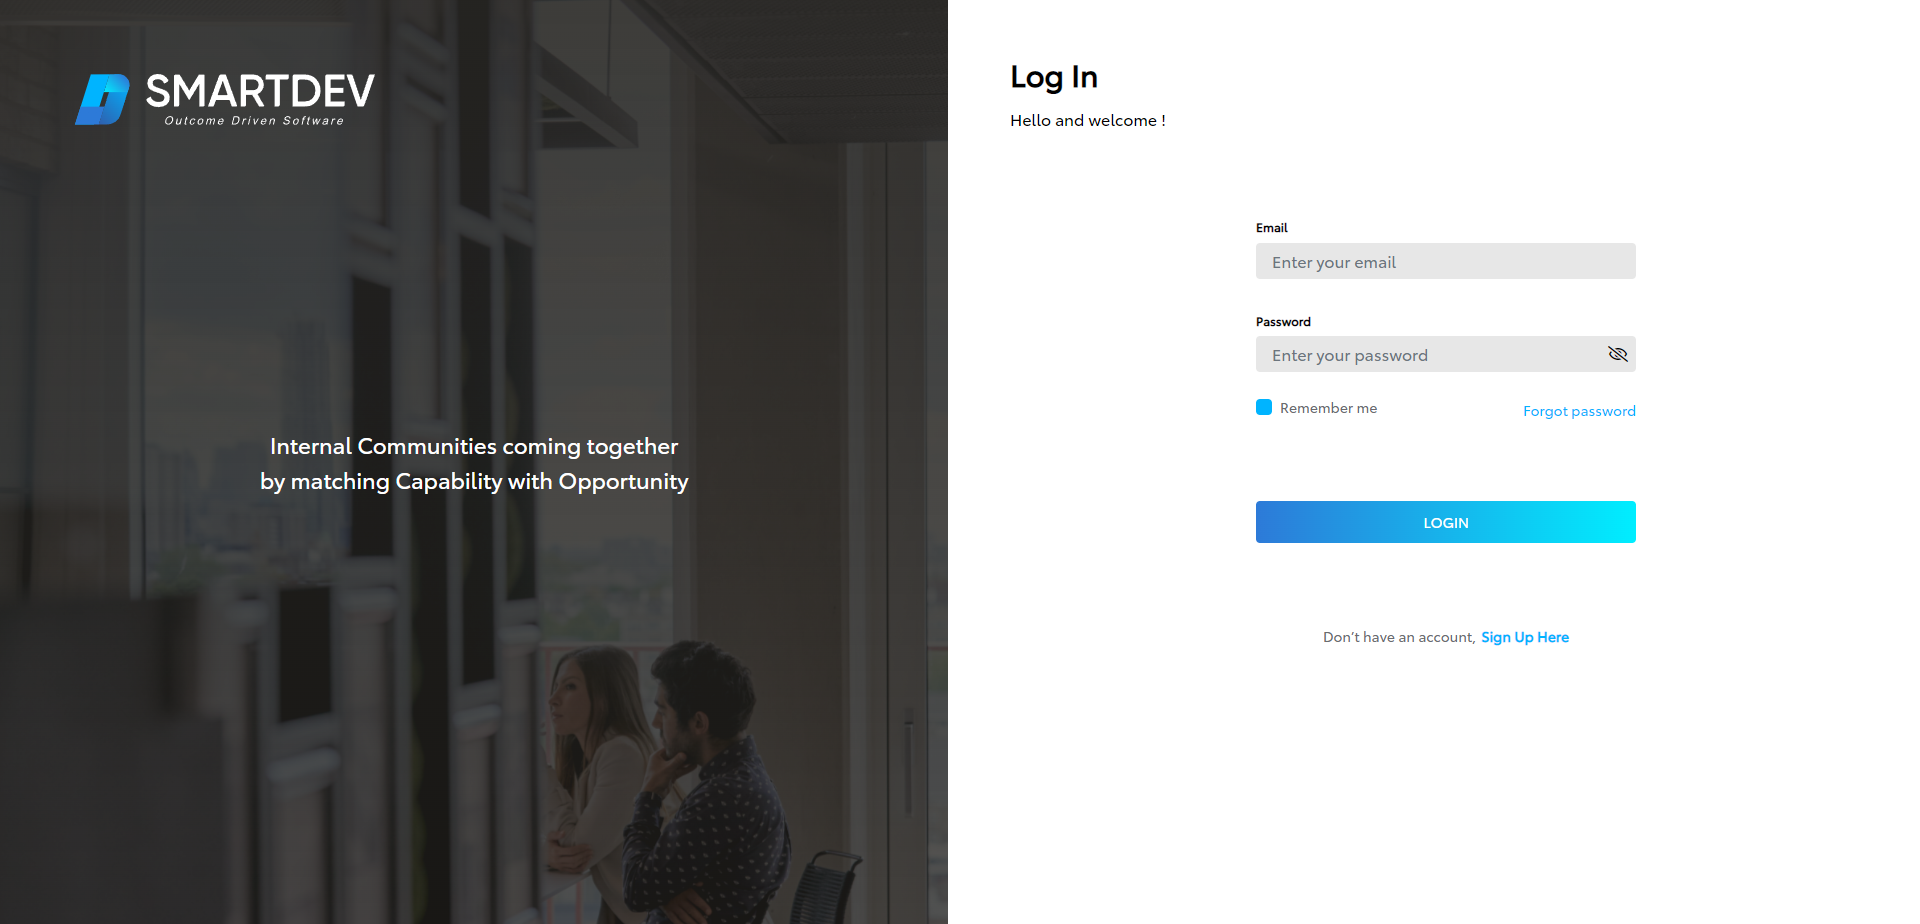 SMARTDEV
Outcome Driven Software
Internal Communities coming together
by matching Capability with Opportunity
Log In
Hello and welcome !
Email
Enter your email
Password
Enter your password
Remember me
Forgot password
LOGIN
Don’t have an account, Sign Up Here